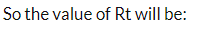 So the value of Rt will be: